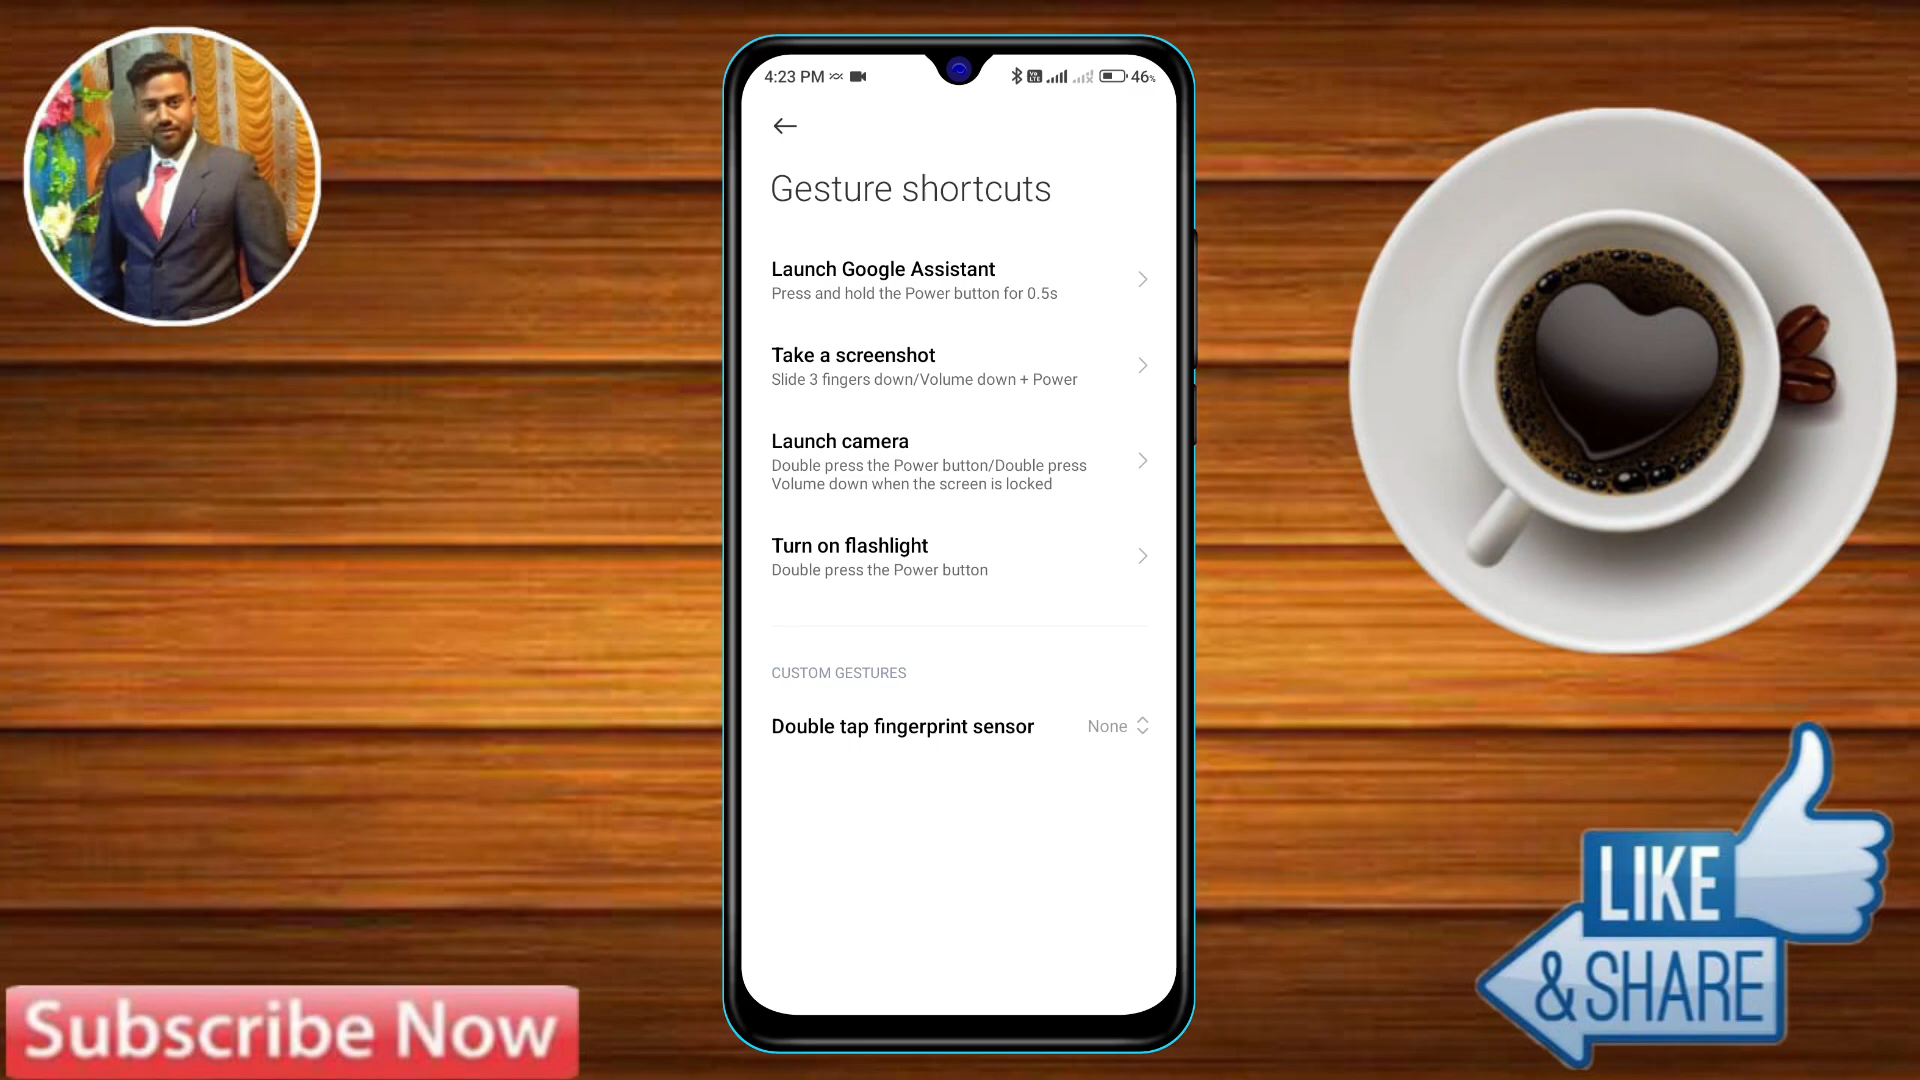 4:23 PM
Vo LTE
46%
Gesture shortcuts
Launch Google Assistant
Press and hold the Power button for 0.5s
Take a screenshot
Slide 3 fingers down/Volume down + Power
Launch camera
Double press the Power button/Double press
Volume down when the screen is locked
Turn on flashlight
Double press the Power button
CUSTOM GESTURES
Double tap fingerprint sensor
None
LIKE
& SHARE
Subscribe Now